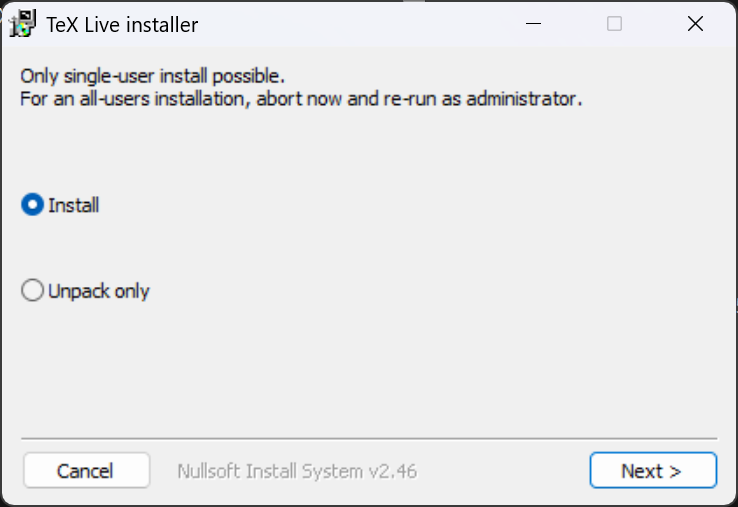 TeX Live installer
Only single-user install possible.
For an all-users installation, abort now and re-run as administrator.
Install
Unpack only
Cancel
Nullsoft Install System v2.46
Next >